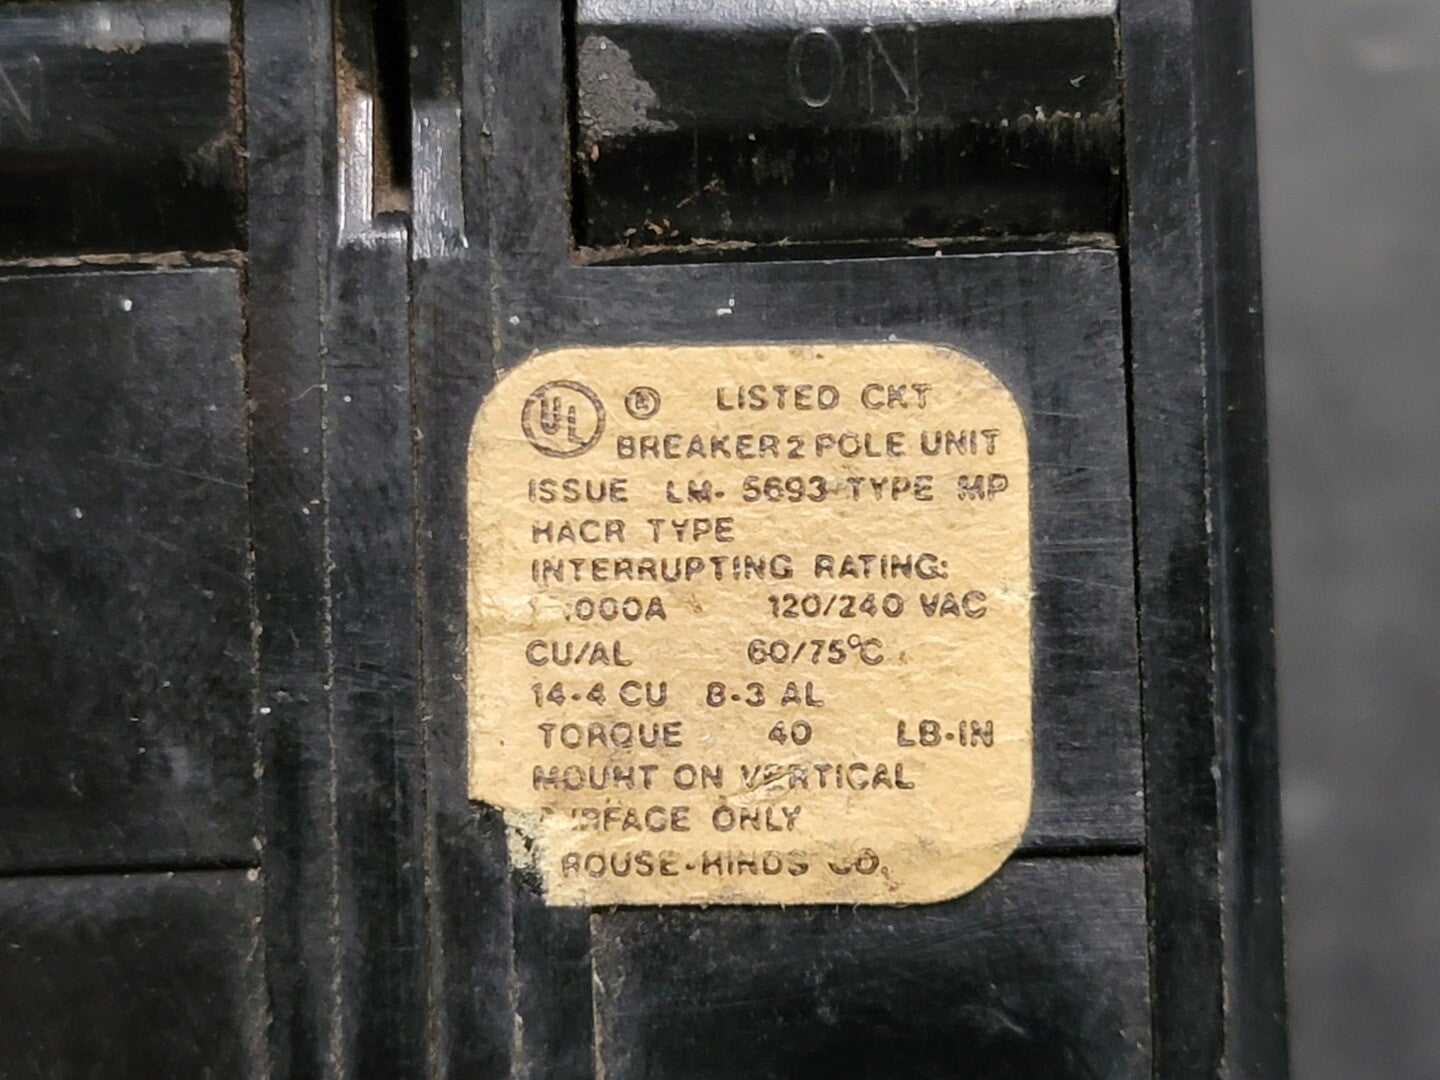 N
ON
UL ® LISTED CKT
BREAKER 2 POLE UNIT
ISSUE LM- 5693 TYPE MP
HACR TYPE
INTERRUPTING RATING:
120/240 VAC
CU/AL 60/75°C
14-4 CU 8-3 AL
TORQUE 40 LB-IN
MOUNT ON VERTICAL
ONLY
ROUSE-HINDS CO.